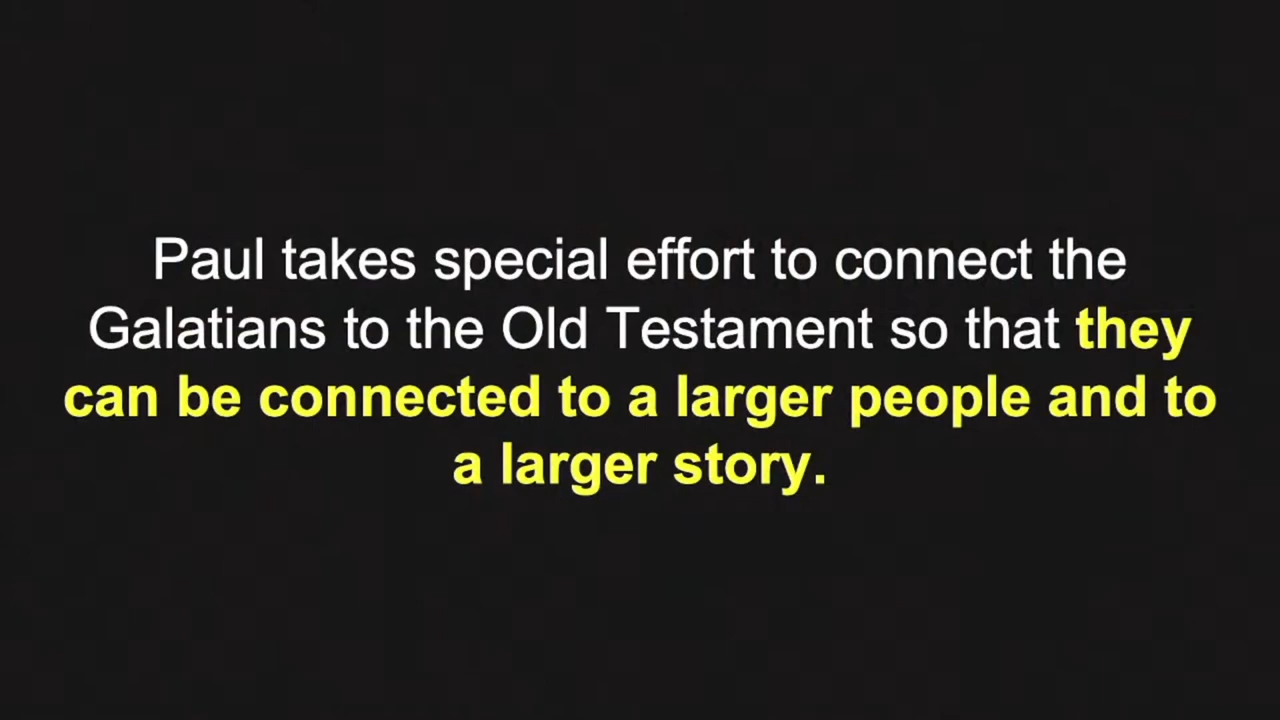 Paul takes special effort to connect the
Galatians to the Old Testament so that they
can be connected to a larger people and to
a larger story.